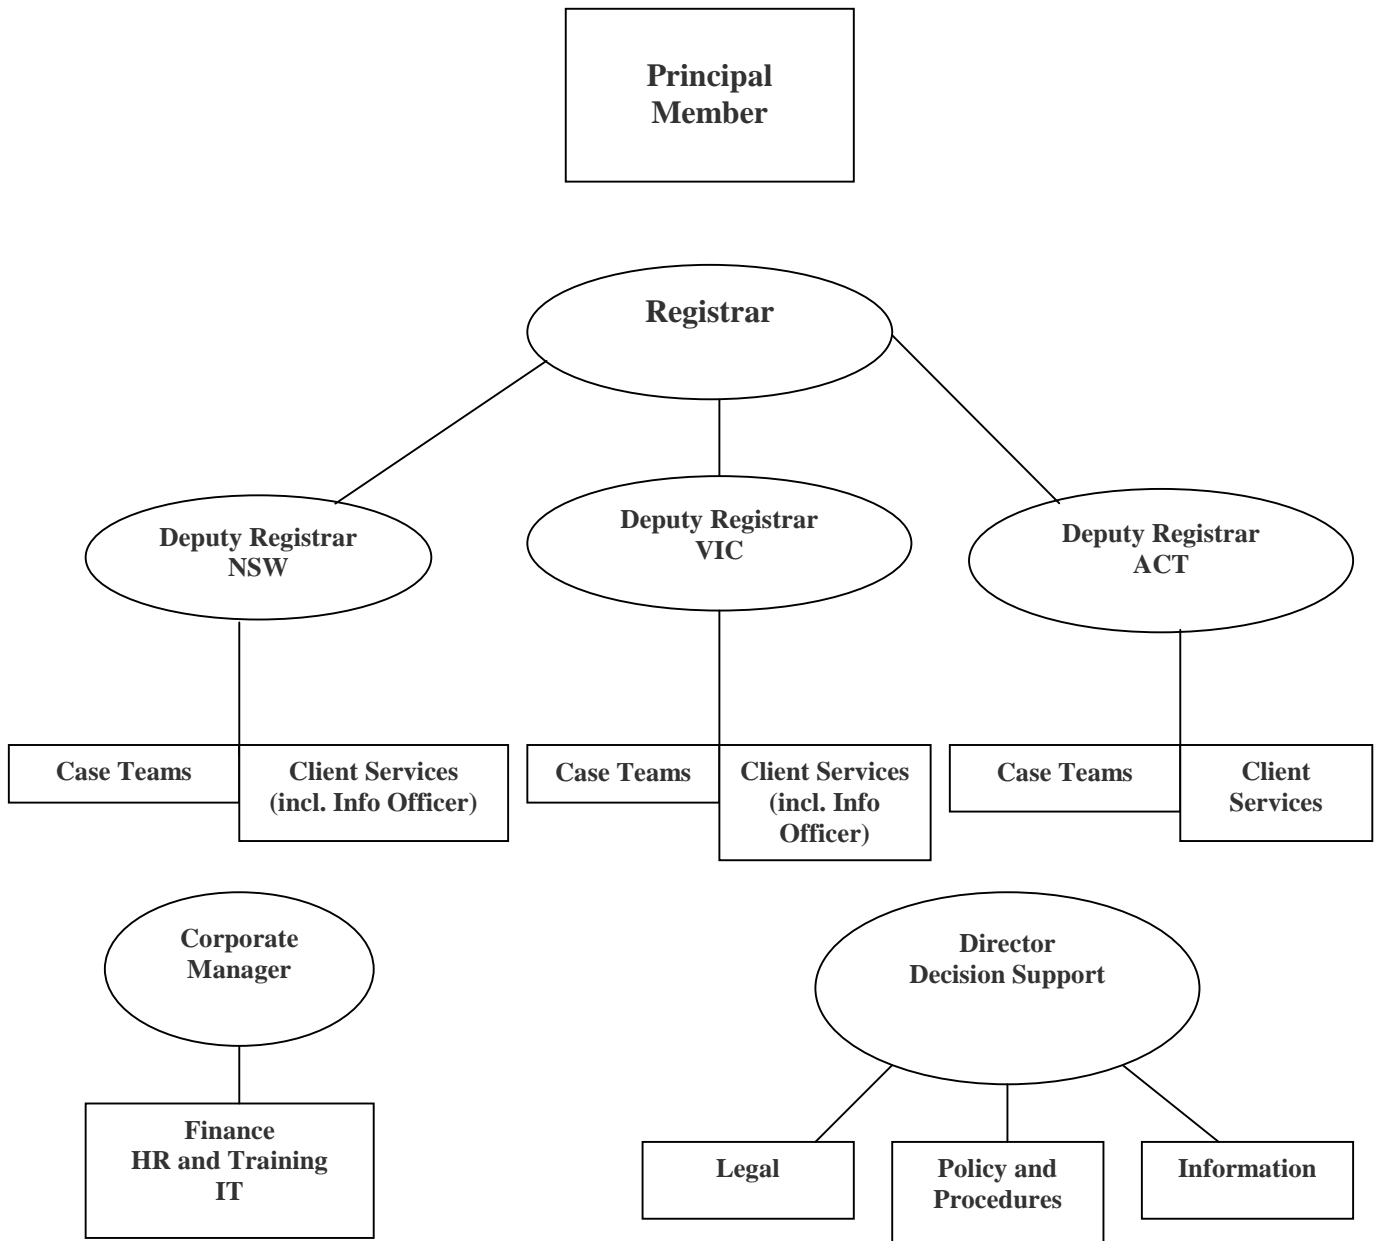 Principal
Member
Registrar
Deputy Registrar
NSW
Deputy Registrar
VIC
Deputy Registrar
ACT
Case Teams
Client Services
(incl. Info Officer)
Case Teams
Client Services
(incl. Info
Officer)
Case Teams
Client
Services
Corporate
Manager
Director
Decision Support
Finance
HR and Training
IT
Legal
Policy and
Procedures
Information